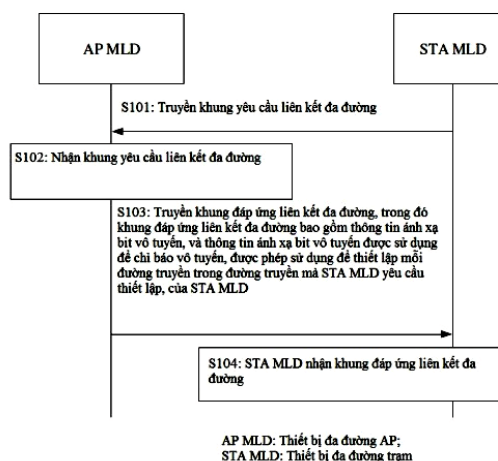 AP MLD
STA MLD
S101: Truyền khung yêu cầu liên kết đa đường
S102: Nhận khung yêu cầu liên kết đa đường
S103: Truyền khung đáp ứng liên kết đa đường, trong đó
khung đáp ứng liên kết đa đường bao gồm thông tin ánh xạ
bit vô tuyến, và thông tin ánh xạ bit vô tuyến được sử dụng
để chỉ báo vô tuyến, được phép sử dụng để thiết lập mỗi
đường truyền trong đường truyền mà STA MLD yêu cầu
thiết lập, của STA MLD
S104: STA MLD nhận khung đáp ứng liên kết đa
đường
AP MLD: Thiết bị đa đường AP;
STA MLD: Thiết bị đa đường trạm